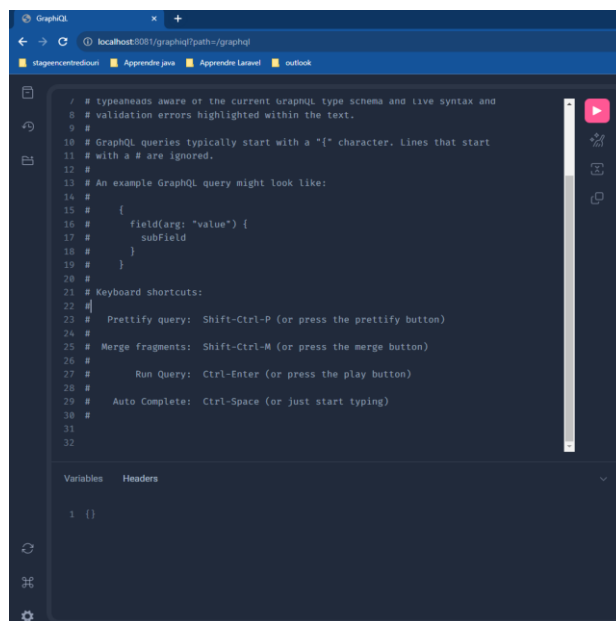 GraphiQL
localhost:8081/graphiql?path=/graphql
stageencentrediouri Apprendre java Apprendre Laravel outlook
7 # typeaheads aware of the current GraphQL type schema and live syntax and
8 # validation errors highlighted within the text.
9 #
10 # GraphQL queries typically start with a "{" character. Lines that start
11 # with a # are ignored.
12 #
13 # An example GraphQL query might look like:
14 #
15 #     {
16 #       field(arg: "value") {
17 #         subField
18 #       }
19 #     }
20 #
21 # Keyboard shortcuts:
22 #
23 #   Prettify query:  Shift-Ctrl-P (or press the prettify button)
24 #
25 #  Merge fragments:  Shift-Ctrl-M (or press the merge button)
26 #
27 #        Run Query:  Ctrl-Enter (or press the play button)
28 #
29 #    Auto Complete:  Ctrl-Space (or just start typing)
30 #
31
32
Variables Headers
1 {}